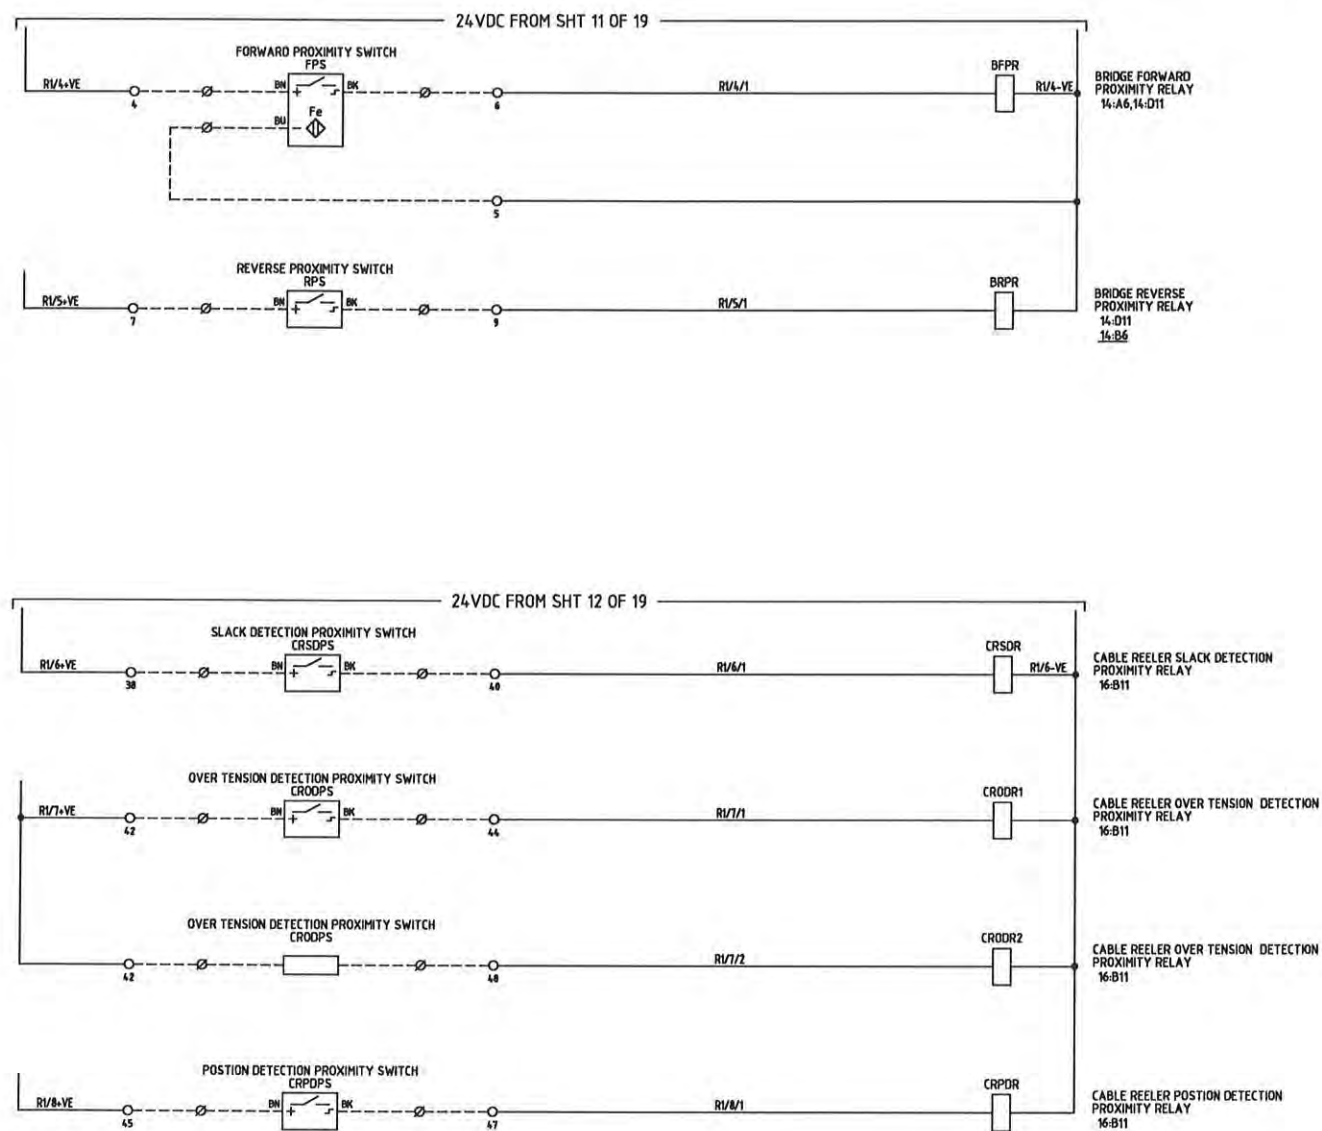 24VDC FROM SHT 11 OF 19
FORWARD PROXIMITY SWITCH
FPS
R1/4+VE
4
BN
BK
6
R1/4/1
BFPR
R1/4-VE
BRIDGE FORWARD
PROXIMITY RELAY
14:A6,14:D11
Fe
BU
5
REVERSE PROXIMITY SWITCH
RPS
R1/5+VE
7
BN
BK
9
R1/5/1
BRPR
BRIDGE REVERSE
PROXIMITY RELAY
14:D11
14:B6
24VDC FROM SHT 12 OF 19
SLACK DETECTION PROXIMITY SWITCH
CRSDPS
R1/6+VE
38
BN
BK
40
R1/6/1
CRSDR
R1/6-VE
CABLE REELER SLACK DETECTION
PROXIMITY RELAY
16:B11
OVER TENSION DETECTION PROXIMITY SWITCH
CRODPS
R1/7+VE
42
BN
BK
44
R1/7/1
CRODR1
CABLE REELER OVER TENSION DETECTION
PROXIMITY RELAY
16:B11
OVER TENSION DETECTION PROXIMITY SWITCH
CRODPS
42
48
R1/7/2
CRODR2
CABLE REELER OVER TENSION DETECTION
PROXIMITY RELAY
16:B11
POSTION DETECTION PROXIMITY SWITCH
CRPDPS
R1/8+VE
45
BN
BK
47
R1/8/1
CRPDR
CABLE REELER POSTION DETECTION
PROXIMITY RELAY
16:B11